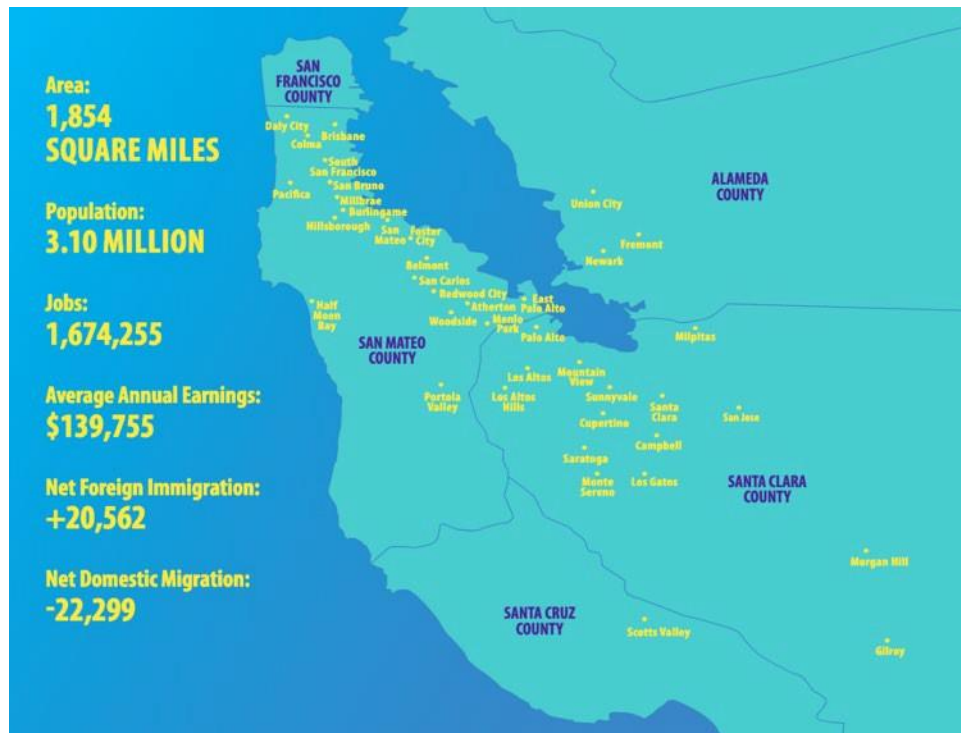 Area:
1,854
SQUARE MILES
Population:
3.10 MILLION
Jobs:
1,674,255
Average Annual Earnings:
$139,755
Net Foreign Immigration:
+20,562
Net Domestic Migration:
-22,299
SAN
FRANCISCO
COUNTY
Daly City
Brisbane
Colma
South
San Francisco
Pacifica
San Bruno
Millbrae
Burlingame
Hillsborough
San
Mateo
Foster
City
Belmont
San Carlos
Redwood City
Half
Moon
Bay
Atherton
East
Palo Alto
Woodside
Menlo
Park
Palo Alto
SAN MATEO
COUNTY
Portola
Valley
ALAMEDA
COUNTY
Union City
Fremont
Newark
Milpitas
Mountain
View
Los Altos
Los Altos
Hills
Sunnyvale
Santa
Clara
San Jose
Cupertino
Campbell
Saratoga
Monte
Sereno
Los Gatos
SANTA CLARA
COUNTY
Morgan Hill
SANTA CRUZ
COUNTY
Scotts Valley
Gilroy